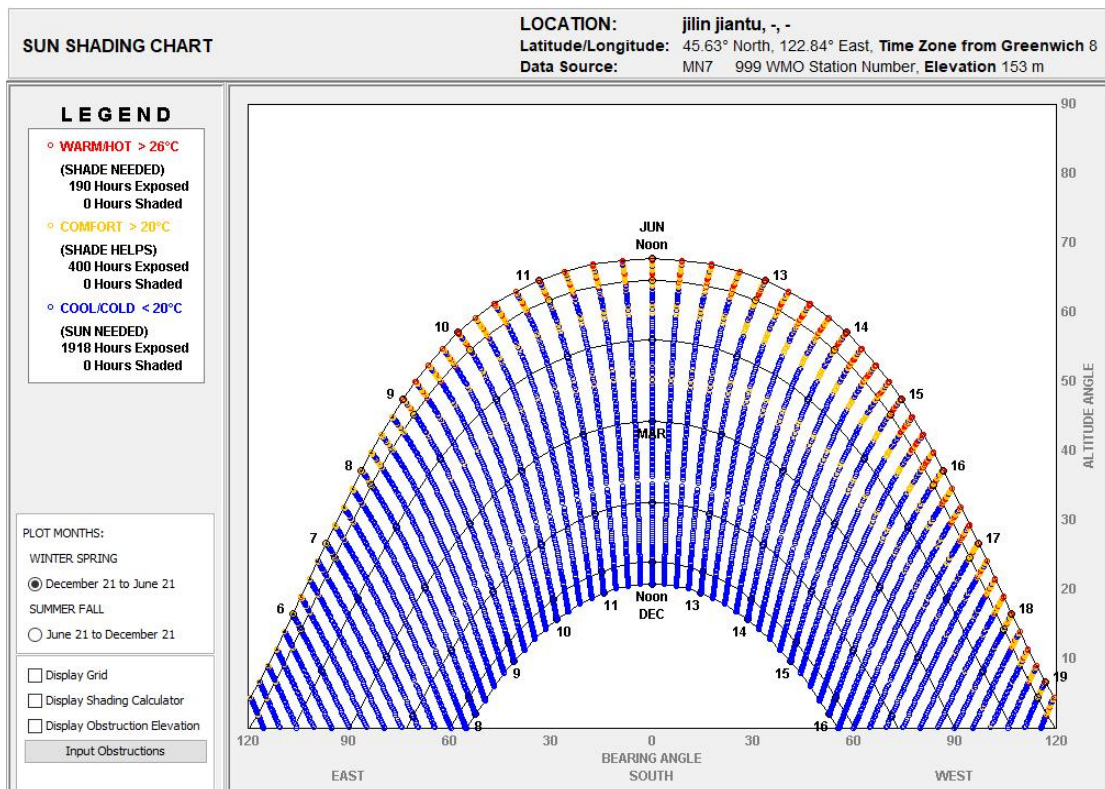 SUN SHADING CHART
LOCATION: jilin jiantu, -, -
Latitude/Longitude: 45.63° North, 122.84° East, Time Zone from Greenwich 8
Data Source: MN7 999 WMO Station Number, Elevation 153 m
LEGEND
WARM/HOT > 26°C
(SHADE NEEDED)
190 Hours Exposed
0 Hours Shaded
COMFORT > 20°C
(SHADE HELPS)
400 Hours Exposed
0 Hours Shaded
COOL/COLD < 20°C
(SUN NEEDED)
1918 Hours Exposed
0 Hours Shaded
PLOT MONTHS:
WINTER SPRING
December 21 to June 21
SUMMER FALL
June 21 to December 21
Display Grid
Display Shading Calculator
Display Obstruction Elevation
Input Obstructions
90
80
70
60
50
40
30
20
10
ALTITUDE ANGLE
JUN
Noon
11
13
10
14
9
15
8
16
7
17
6
18
19
MAR
Noon
DEC
11
13
10
14
9
15
8
16
120 90 60 30 0 30 60 90 120
BEARING ANGLE
EAST SOUTH WEST